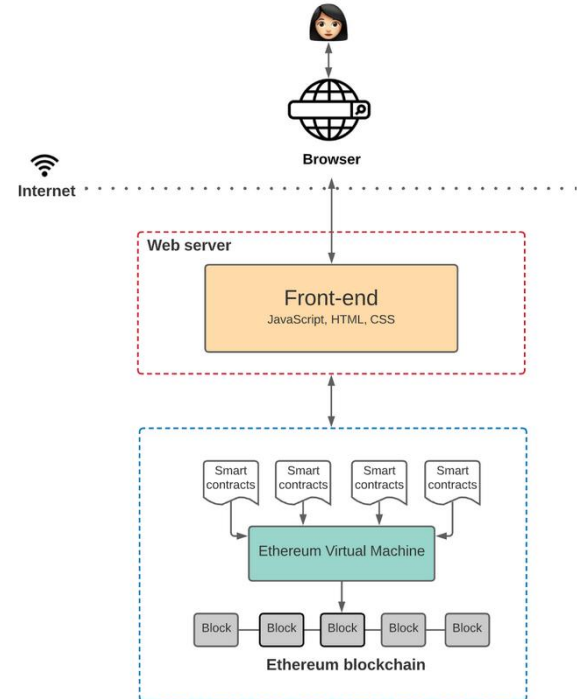 Browser
Internet
Web server
Front-end
JavaScript, HTML, CSS
Smart
contracts
Smart
contracts
Smart
contracts
Smart
contracts
Ethereum Virtual Machine
Block
Block
Block
Block
Block
Ethereum blockchain